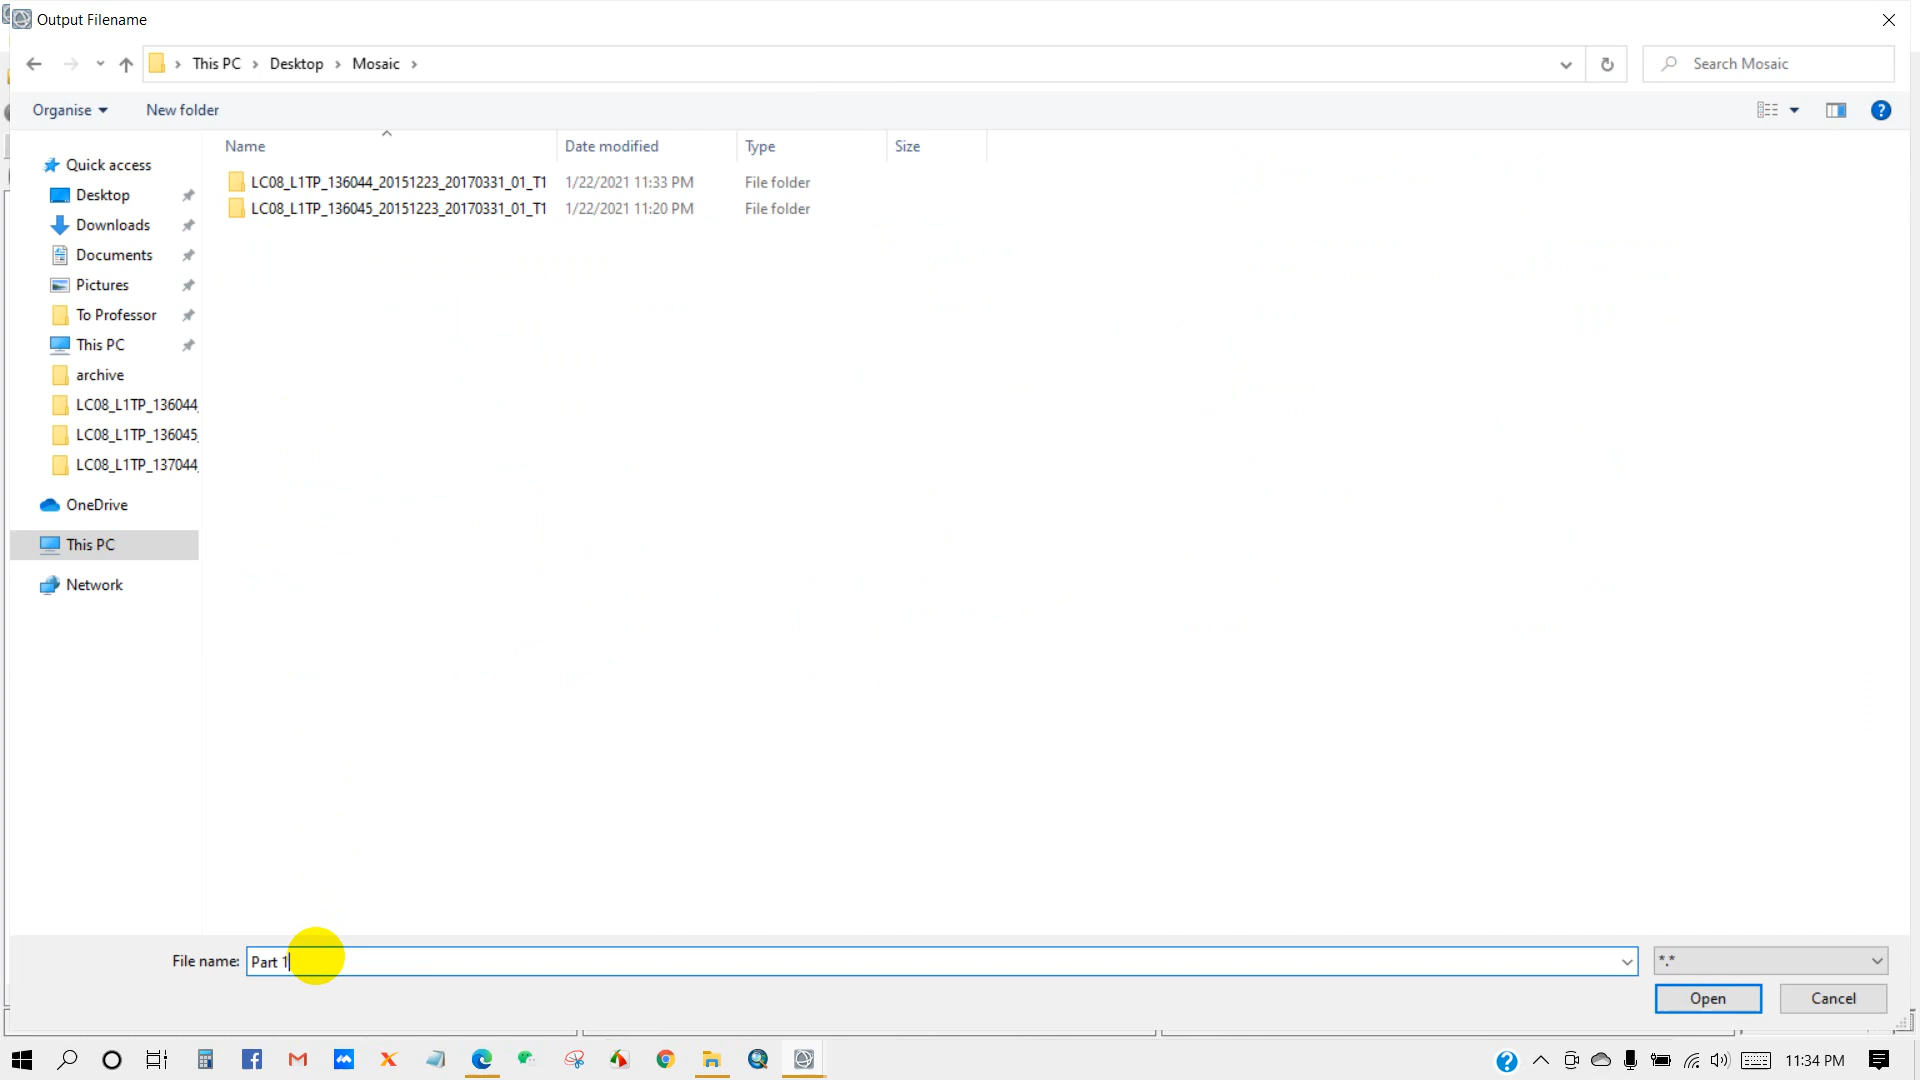 Output Filename
This PC Desktop Mosaic
Search Mosaic
Organise New folder
Name Date modified Type Size
LC08_L1TP_136044_20151223_20170331_01_T1 1/22/2021 11:33 PM File folder
LC08_L1TP_136045_20151223_20170331_01_T1 1/22/2021 11:20 PM File folder
Quick access
Desktop
Downloads
Documents
Pictures
To Professor
This PC
archive
LC08_L1TP_136044_
LC08_L1TP_136045_
LC08_L1TP_137044_
OneDrive
This PC
Network
File name: Part 1
*.*
Open Cancel
11:34 PM